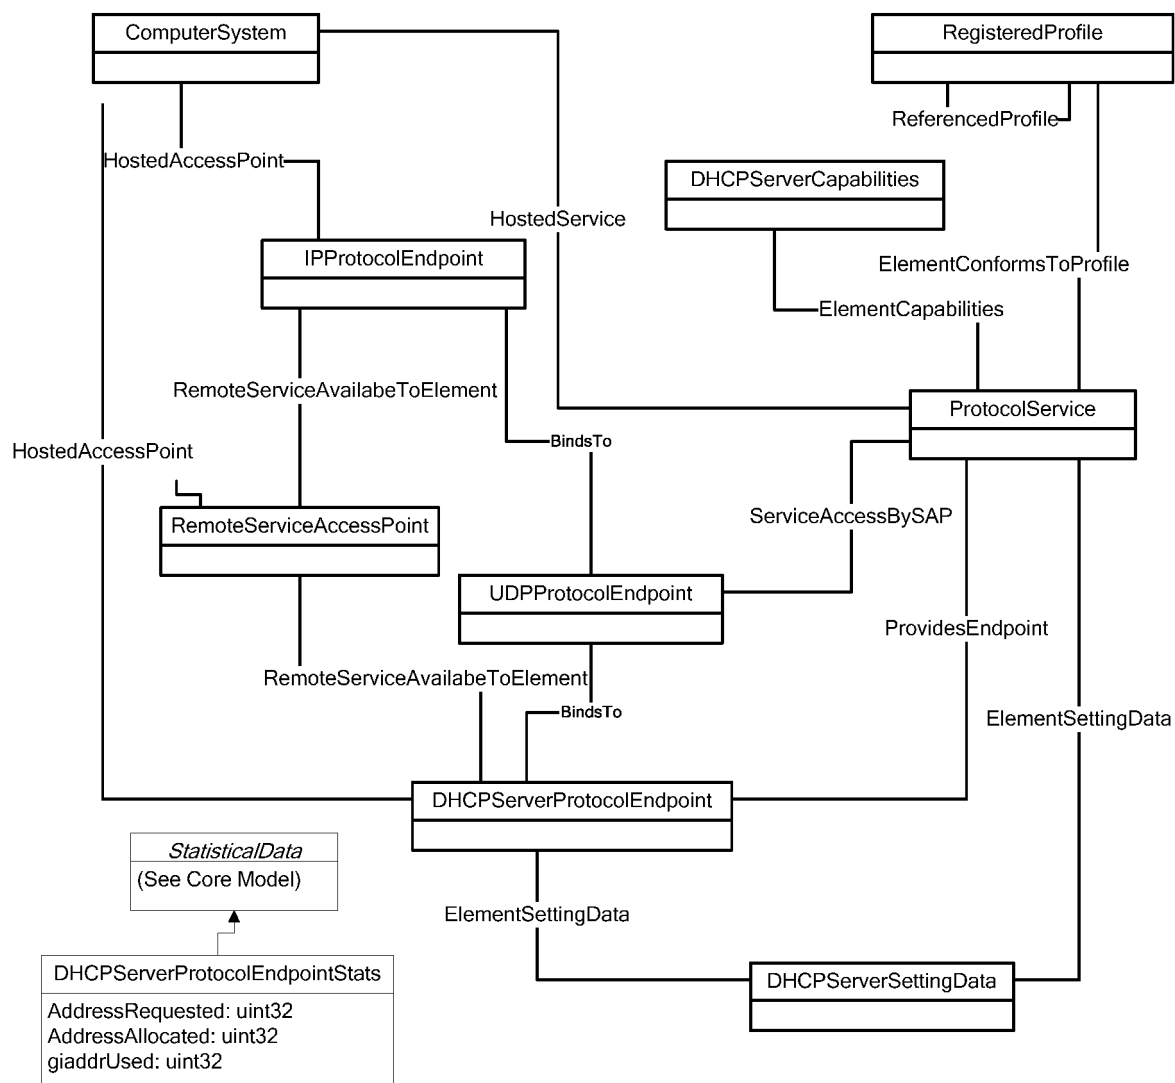 ComputerSystem
RegisteredProfile
ReferencedProfile
HostedAccessPoint
DHCPServerCapabilities
HostedService
IPProtocolEndpoint
ElementConformsToProfile
ElementCapabilities
RemoteServiceAvailabeToElement
ProtocolService
BindsTo
HostedAccessPoint
ServiceAccessBySAP
RemoteServiceAccessPoint
UDPProtocolEndpoint
ProvidesEndpoint
RemoteServiceAvailabeToElement
BindsTo
ElementSettingData
DHCPServerProtocolEndpoint
StatisticalData
(See Core Model)
ElementSettingData
DHCPServerProtocolEndpointStats
DHCPServerSettingData
AddressRequested: uint32
AddressAllocated: uint32
giaddrUsed: uint32